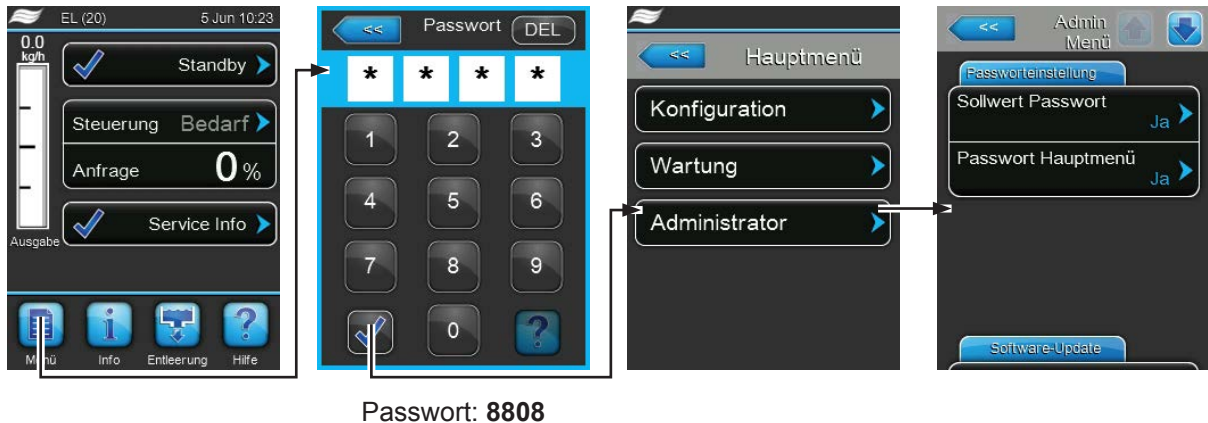 EL (20) 5 Jun 10:23
0.0
kg/h
Standby
Steuerung Bedarf
Anfrage 0 %
Service Info
Ausgabe
Menü Info Entleerung Hilfe
<< Passwort DEL
* * * *
1 2 3
4 5 6
7 8 9
0 ?
<< Hauptmenü
Konfiguration
Wartung
Administrator
<< Admin
Menü
Passworteinstellung
Sollwert Passwort
Ja
Passwort Hauptmenü
Ja
Software-Update
Passwort: 8808